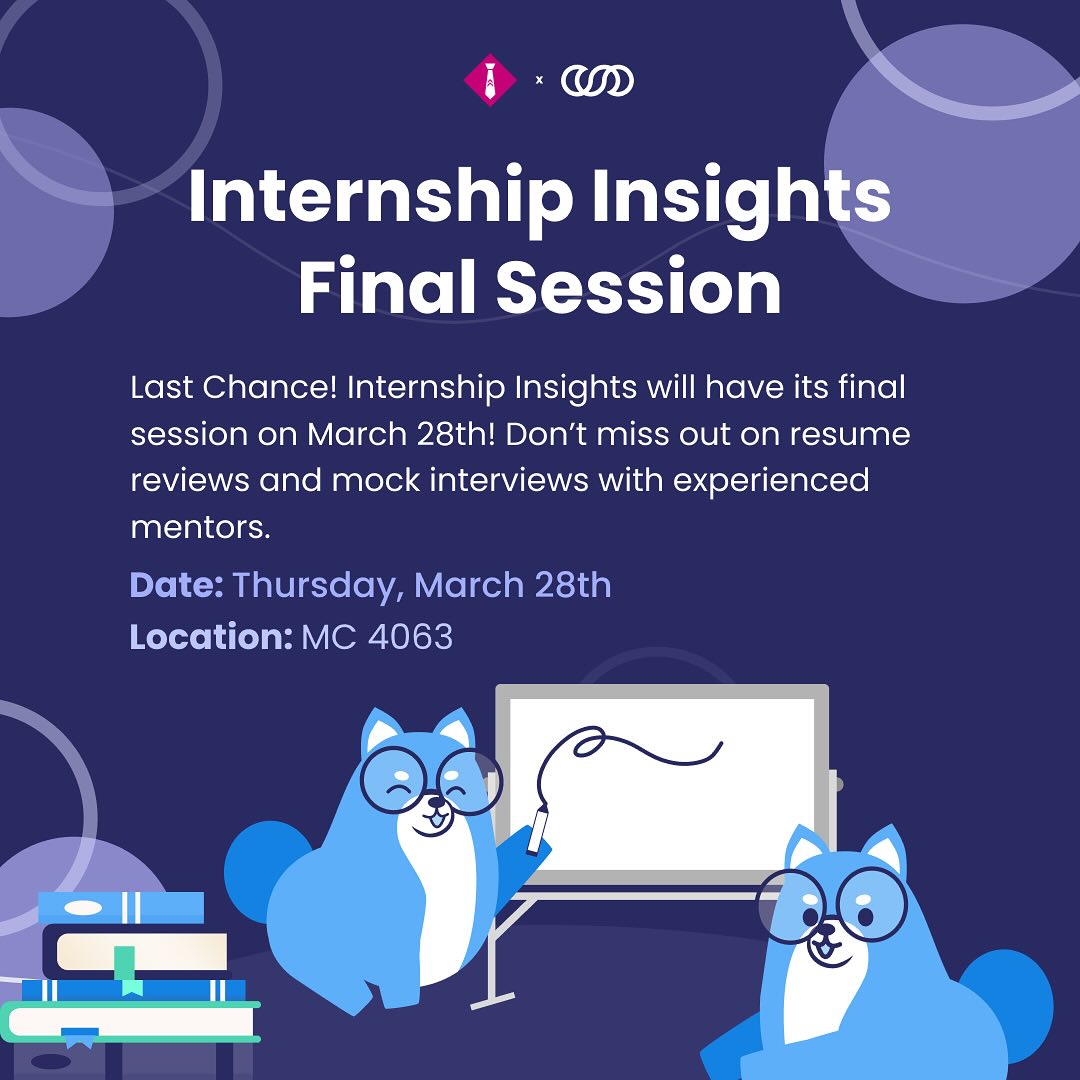 x
Internship Insights
Final Session
Last Chance! Internship Insights will have its final
session on March 28th! Don’t miss out on resume
reviews and mock interviews with experienced
mentors.
Date: Thursday, March 28th
Location: MC 4063